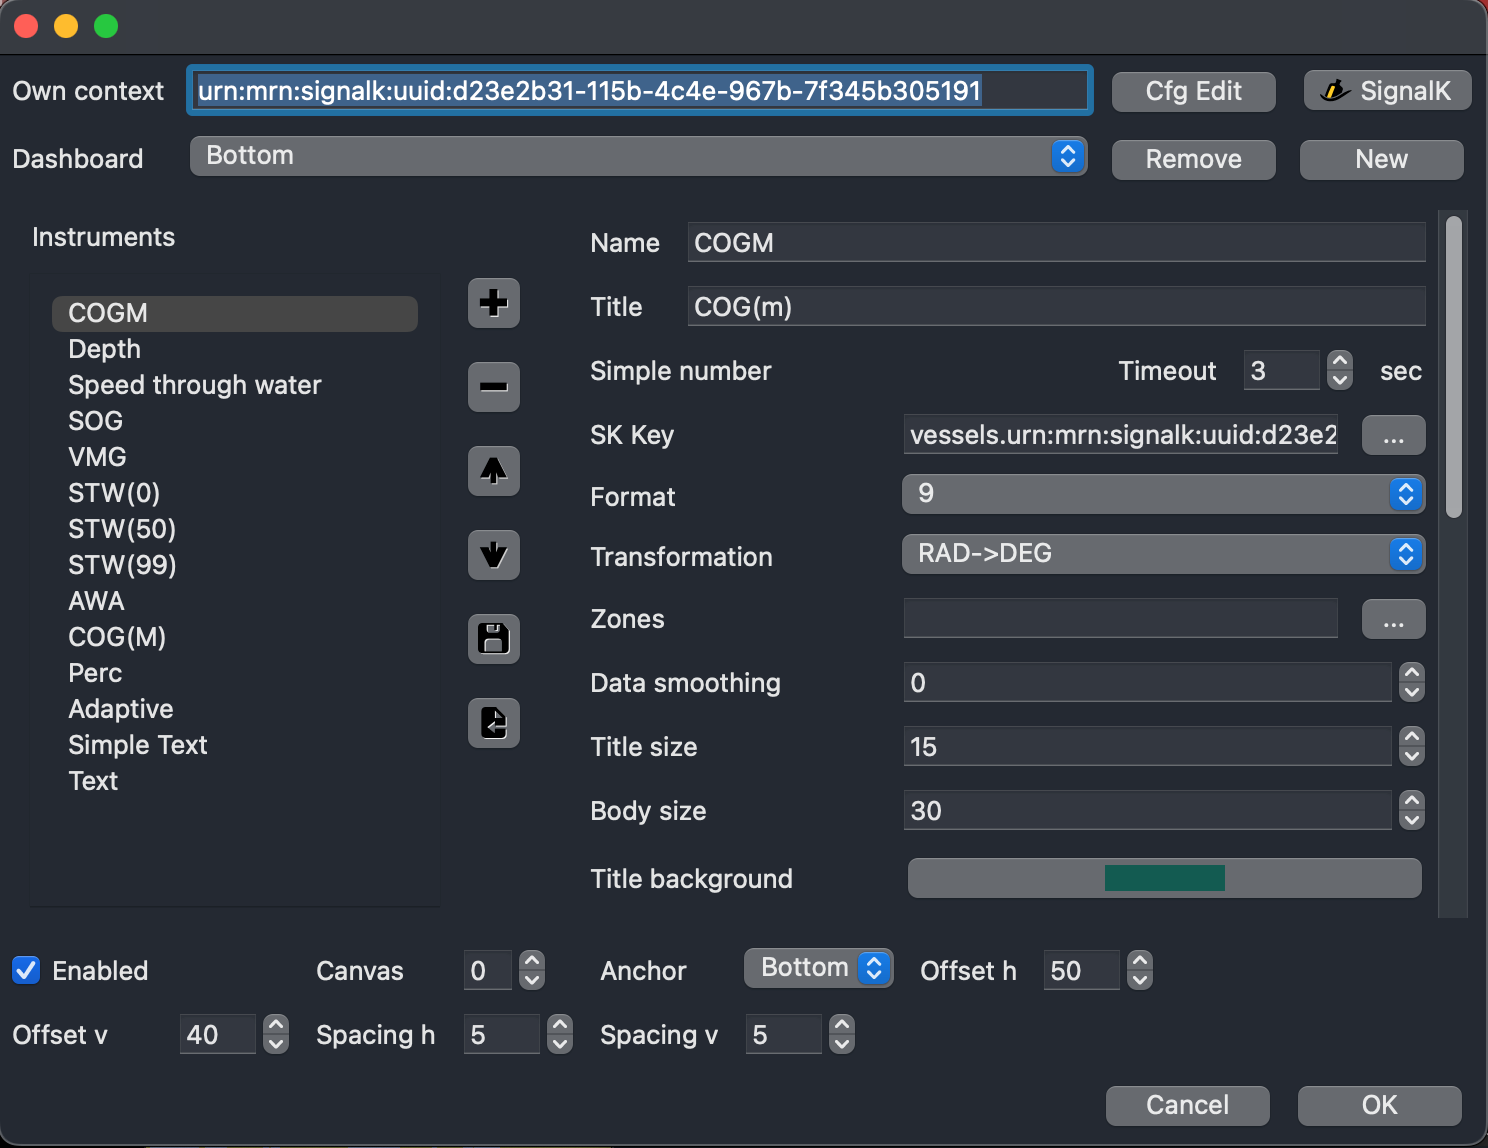 Own context urn:mrn:signalk:uuid:d23e2b31-115b-4c4e-967b-7f345b305191 Cfg Edit SignalK
Dashboard Bottom Remove New
Instruments
COGM
Depth
Speed through water
SOG
VMG
STW(0)
STW(50)
STW(99)
AWA
COG(M)
Perc
Adaptive
Simple Text
Text
Name COGM
Title COG(m)
Simple number Timeout 3 sec
SK Key vessels.urn:mrn:signalk:uuid:d23e2 ...
Format 9
Transformation RAD->DEG
Zones ...
Data smoothing 0
Title size 15
Body size 30
Title background
Enabled Canvas 0 Anchor Bottom Offset h 50
Offset v 40 Spacing h 5 Spacing v 5
Cancel OK